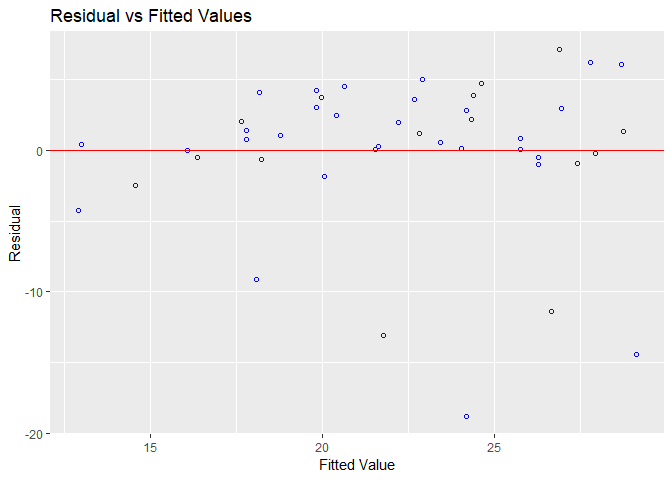 Residual vs Fitted Values
0
-10
-20
Residual
15 20 25
Fitted Value